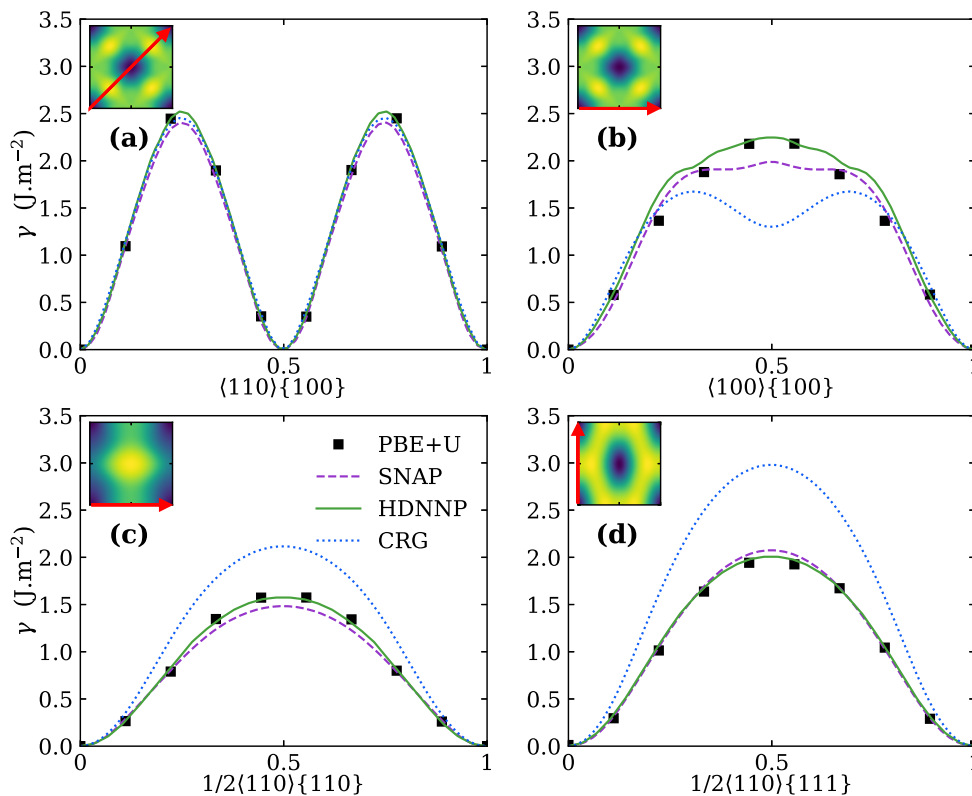 3.5
3.0
2.5
2.0
1.5
1.0
0.5
0.0
γ (J.m⁻²)
(a)
0 0.5 1
⟨110⟩{100}
3.5
3.0
2.5
2.0
1.5
1.0
0.5
0.0
(b)
0 0.5 1
⟨100⟩{100}
3.5
3.0
2.5
2.0
1.5
1.0
0.5
0.0
γ (J.m⁻²)
(c)
PBE+U
SNAP
HDNNP
CRG
0 0.5 1
1/2⟨110⟩{110}
3.5
3.0
2.5
2.0
1.5
1.0
0.5
0.0
(d)
0 0.5 1
1/2⟨110⟩{111}